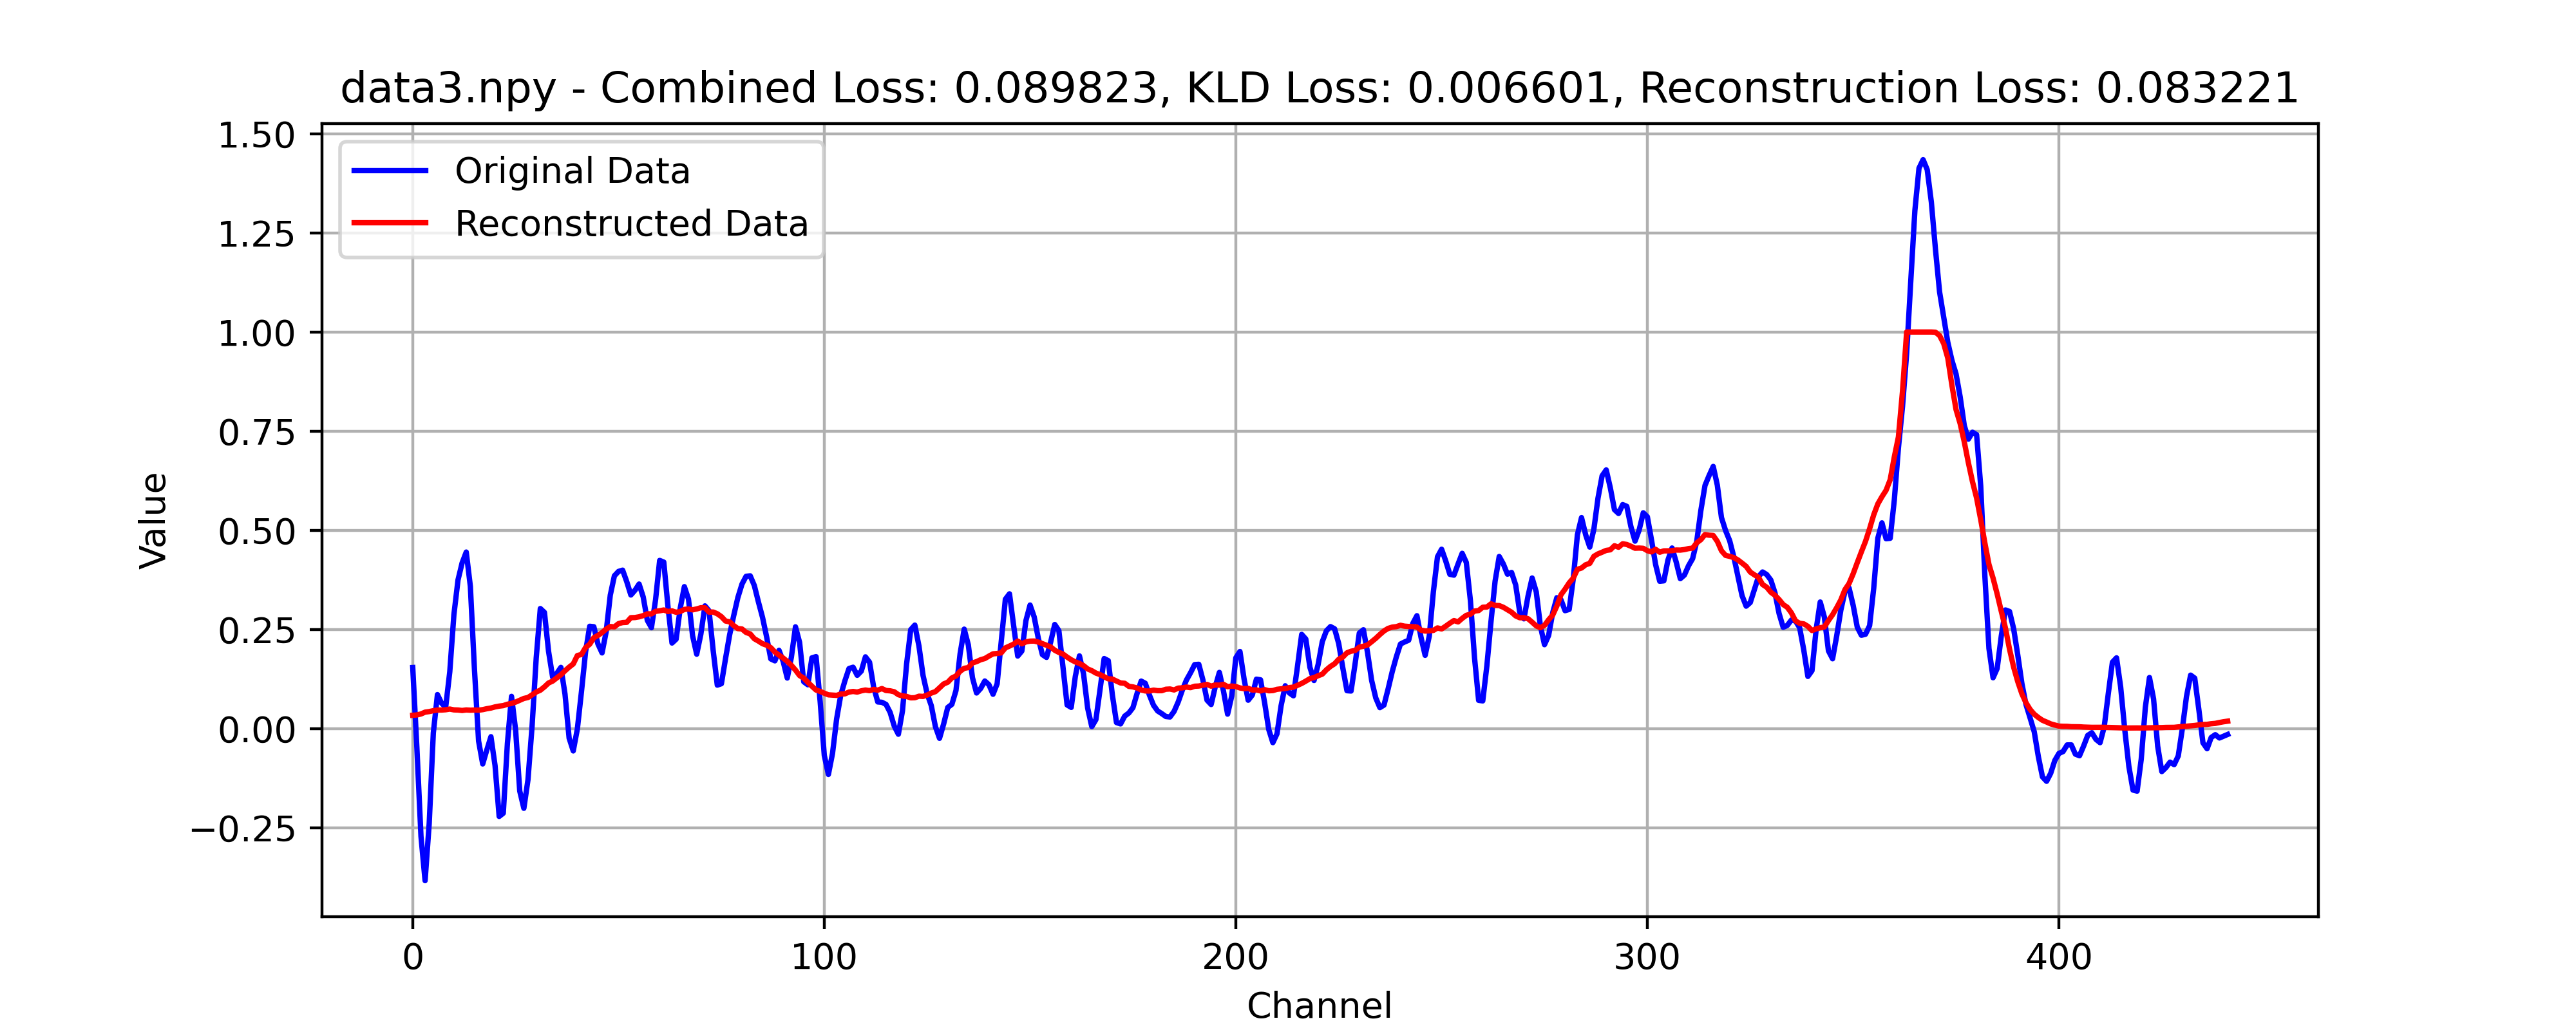 data3.npy - Combined Loss: 0.089823, KLD Loss: 0.006601, Reconstruction Loss: 0.083221
1.50
1.25
1.00
0.75
0.50
0.25
0.00
−0.25
Value
Original Data
Reconstructed Data
0 100 200 300 400
Channel